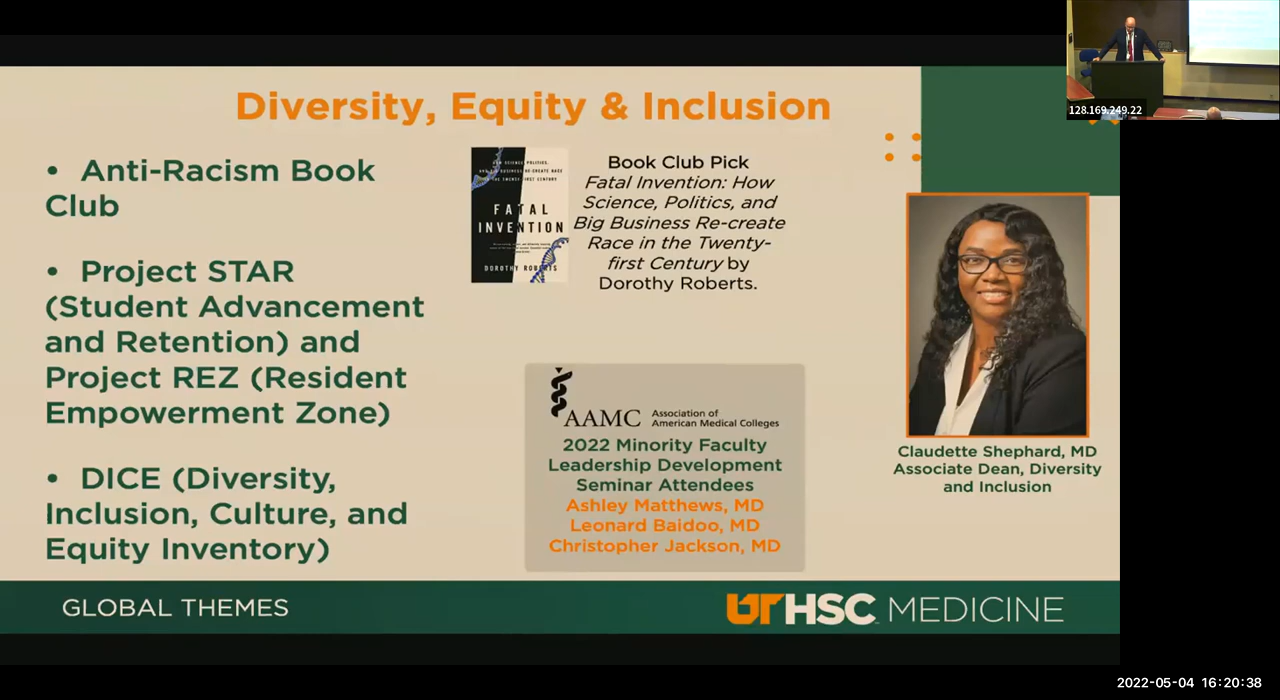 128.169.249.22
Diversity, Equity & Inclusion
• Anti-Racism Book
Club
• Project STAR
(Student Advancement
and Retention) and
Project REZ (Resident
Empowerment Zone)
• DICE (Diversity,
Inclusion, Culture, and
Equity Inventory)
FATAL
INVENTION
DOROTHY ROBERTS
Book Club Pick
Fatal Invention: How
Science, Politics, and
Big Business Re-create
Race in the Twenty-
first Century by
Dorothy Roberts.
AAMC
Association of
American Medical Colleges
2022 Minority Faculty
Leadership Development
Seminar Attendees
Ashley Matthews, MD
Leonard Baidoo, MD
Christopher Jackson, MD
Claudette Shephard, MD
Associate Dean, Diversity
and Inclusion
GLOBAL THEMES
UTHSC MEDICINE
2022-05-04 16:20:38